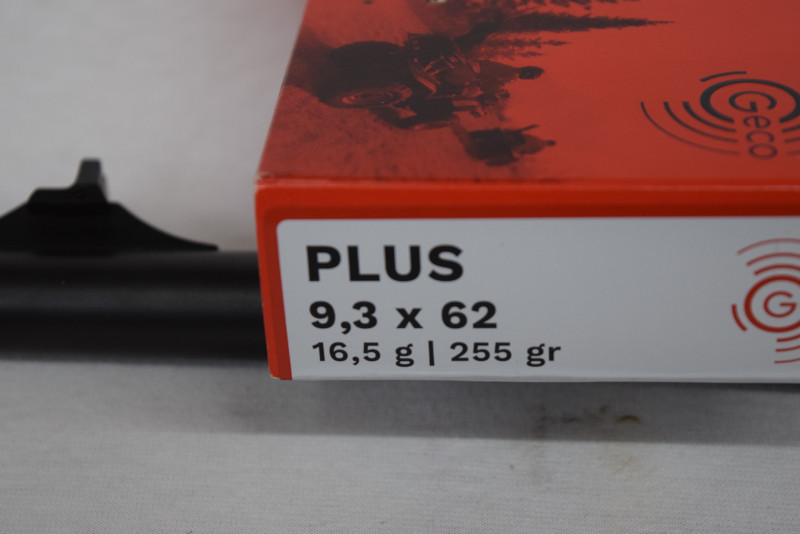 Geco
PLUS
9,3 x 62
16,5 g | 255 gr
G